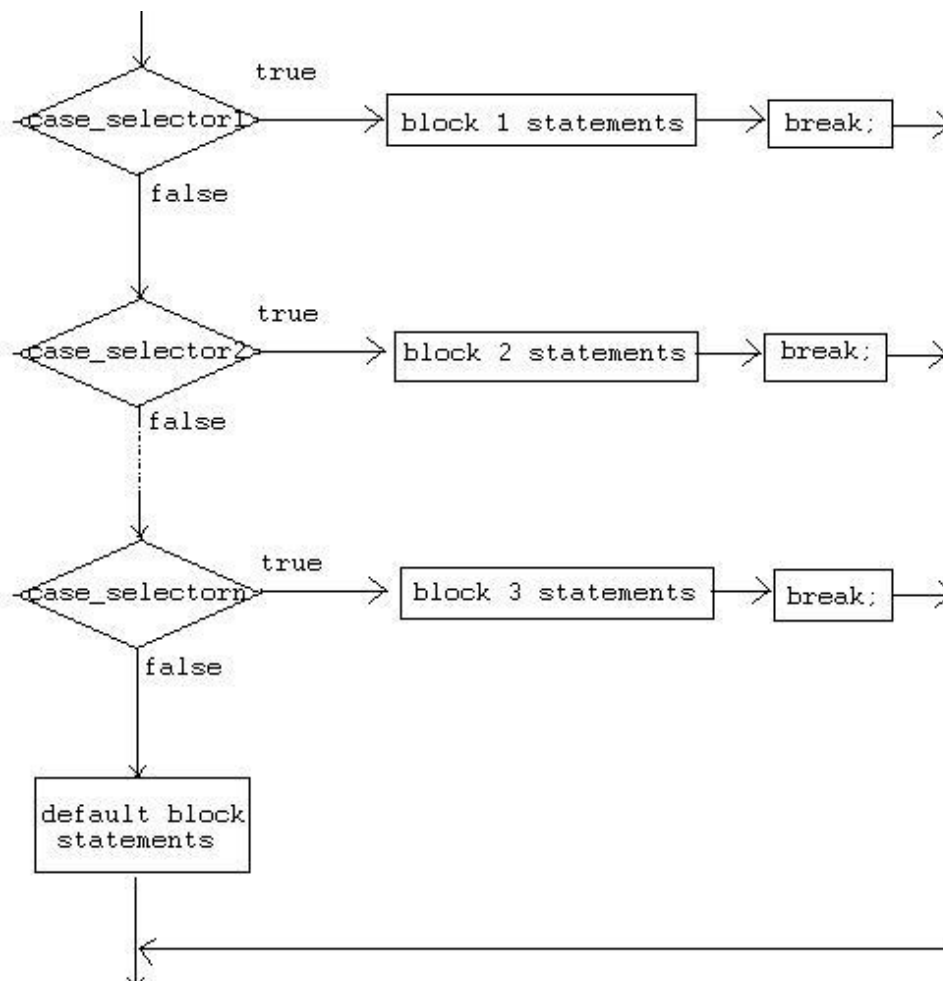 true
case_selector1
block 1 statements
break;
false
true
case_selector2
block 2 statements
break;
false
true
case_selectorn
block 3 statements
break;
false
default block
statements